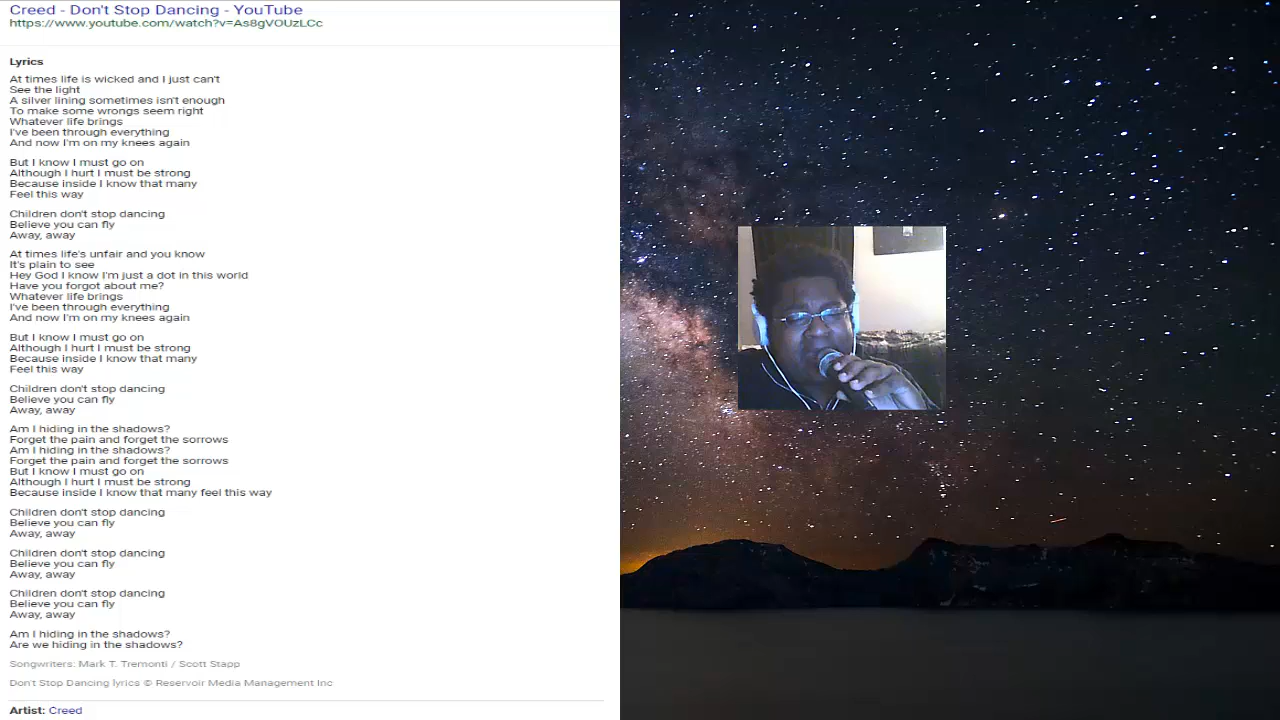 Creed - Don't Stop Dancing - YouTube
https://www.youtube.com/watch?v=As8gVOUzLCc
Lyrics
At times life is wicked and I just can't
See the light
A silver lining sometimes isn't enough
To make some wrongs seem right
Whatever life brings
I've been through everything
And now I'm on my knees again
But I know I must go on
Although I hurt I must be strong
Because inside I know that many
Feel this way
Children don't stop dancing
Believe you can fly
Away, away
At times life's unfair and you know
It's plain to see
Hey God I know I'm just a dot in this world
Have you forgot about me?
Whatever life brings
I've been through everything
And now I'm on my knees again
But I know I must go on
Although I hurt I must be strong
Because inside I know that many
Feel this way
Children don't stop dancing
Believe you can fly
Away, away
Am I hiding in the shadows?
Forget the pain and forget the sorrows
Am I hiding in the shadows?
Forget the pain and forget the sorrows
But I know I must go on
Although I hurt I must be strong
Because inside I know that many feel this way
Children don't stop dancing
Believe you can fly
Away, away
Children don't stop dancing
Believe you can fly
Away, away
Children don't stop dancing
Believe you can fly
Away, away
Am I hiding in the shadows?
Are we hiding in the shadows?
Songwriters: Mark T. Tremonti / Scott Stapp
Don't Stop Dancing lyrics © Reservoir Media Management Inc
Artist: Creed